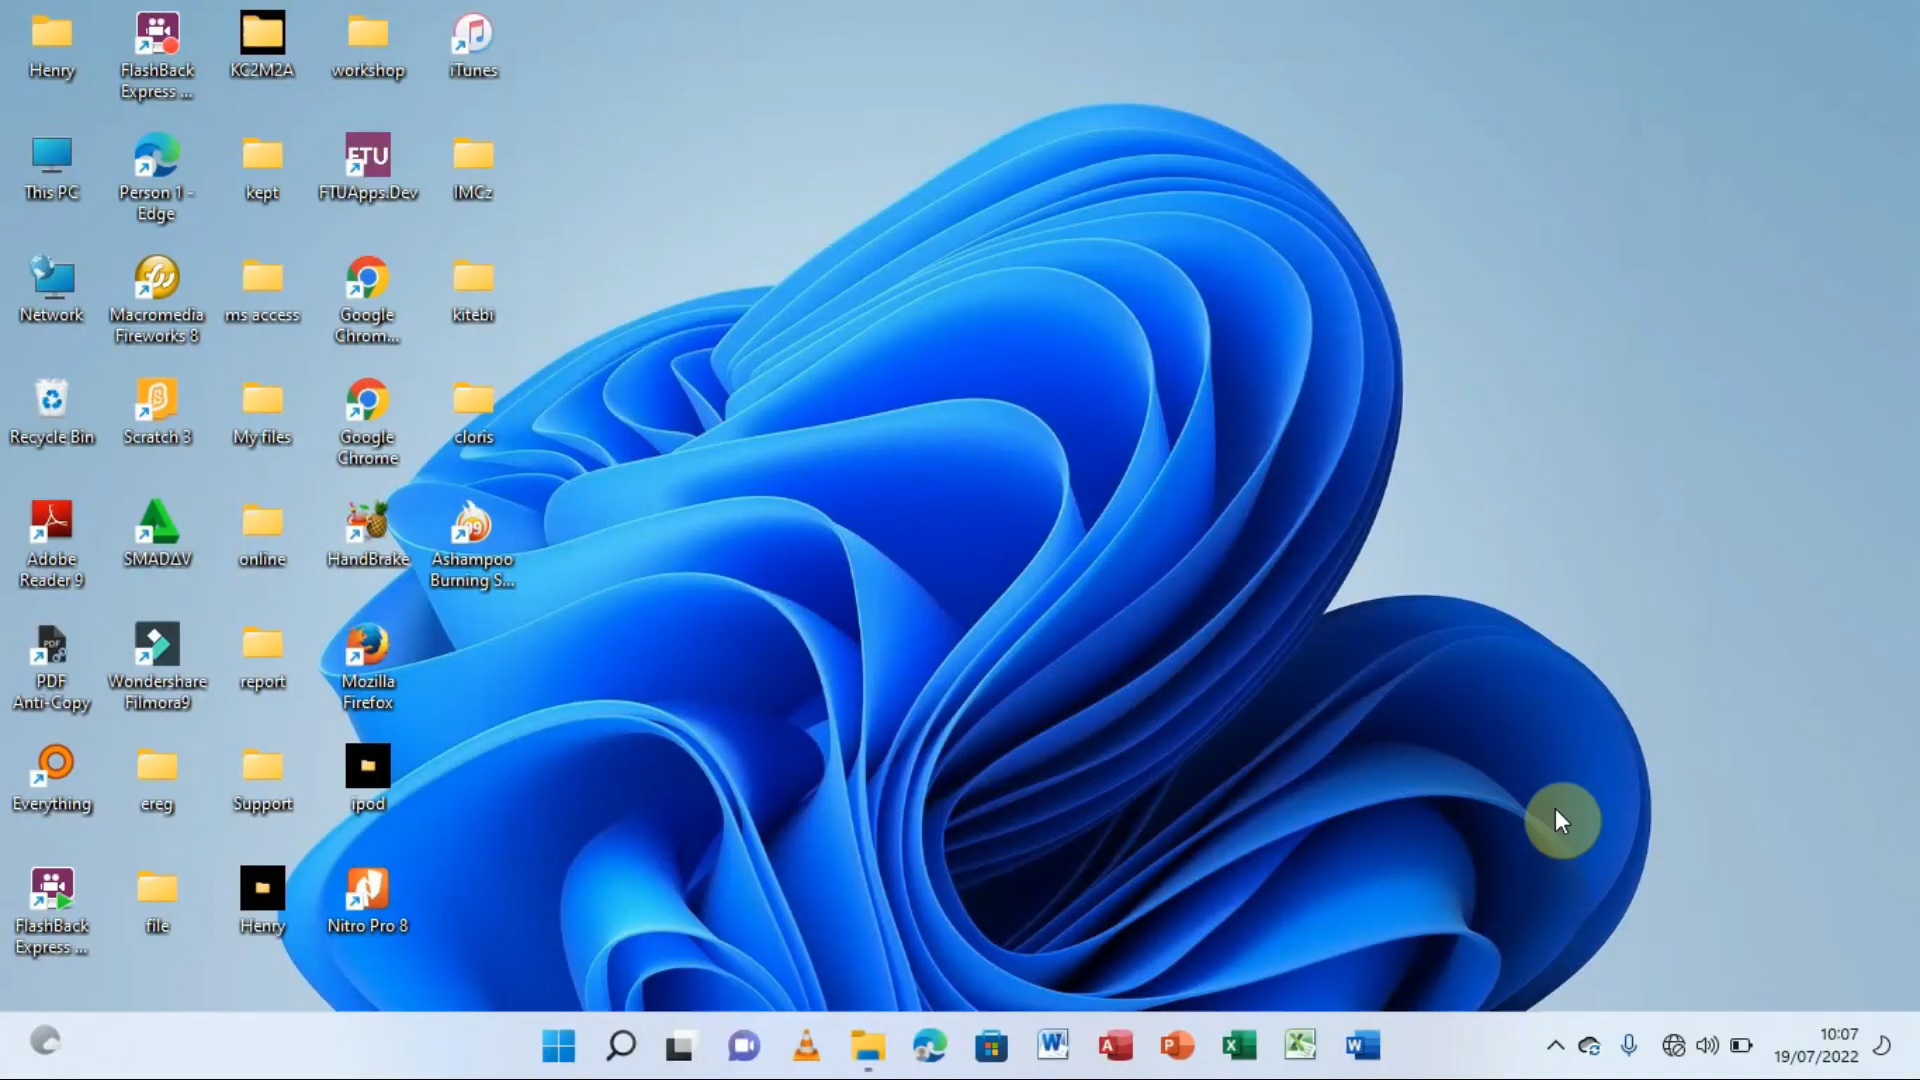 Henry
FlashBack
Express ...
KC2M2A
workshop
iTunes
This PC
Person 1 -
Edge
kept
FTU
FTUApps.Dev
IMCz
Network
Macromedia
Fireworks 8
ms access
Google
Chrom...
kitebi
Recycle Bin
Scratch 3
My files
Google
Chrome
cloris
Adobe
Reader 9
SMADΔV
online
HandBrake
Ashampoo
Burning S...
PDF
PDF
Anti-Copy
Wondershare
Filmora9
report
Mozilla
Firefox
Everything
ereg
Support
ipod
FlashBack
Express ...
file
Henry
Nitro Pro 8
10:07
19/07/2022